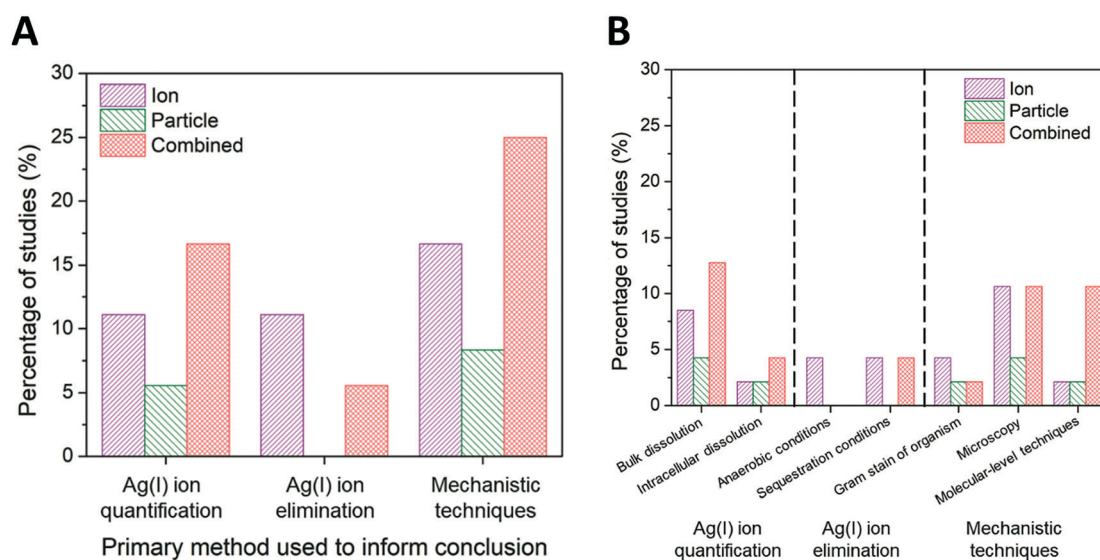 A
Percentage of studies (%)
30
25
20
15
10
5
0
Ion
Particle
Combined
Ag(I) ion
quantification
Ag(I) ion
elimination
Mechanistic
techniques
Primary method used to inform conclusion
B
Percentage of studies (%)
30
25
20
15
10
5
0
Ion
Particle
Combined
Bulk dissolution
Intracellular dissolution
Anaerobic conditions
Sequestration conditions
Gram stain of organism
Microscopy
Molecular-level techniques
Ag(I) ion
quantification
Ag(I) ion
elimination
Mechanistic
techniques